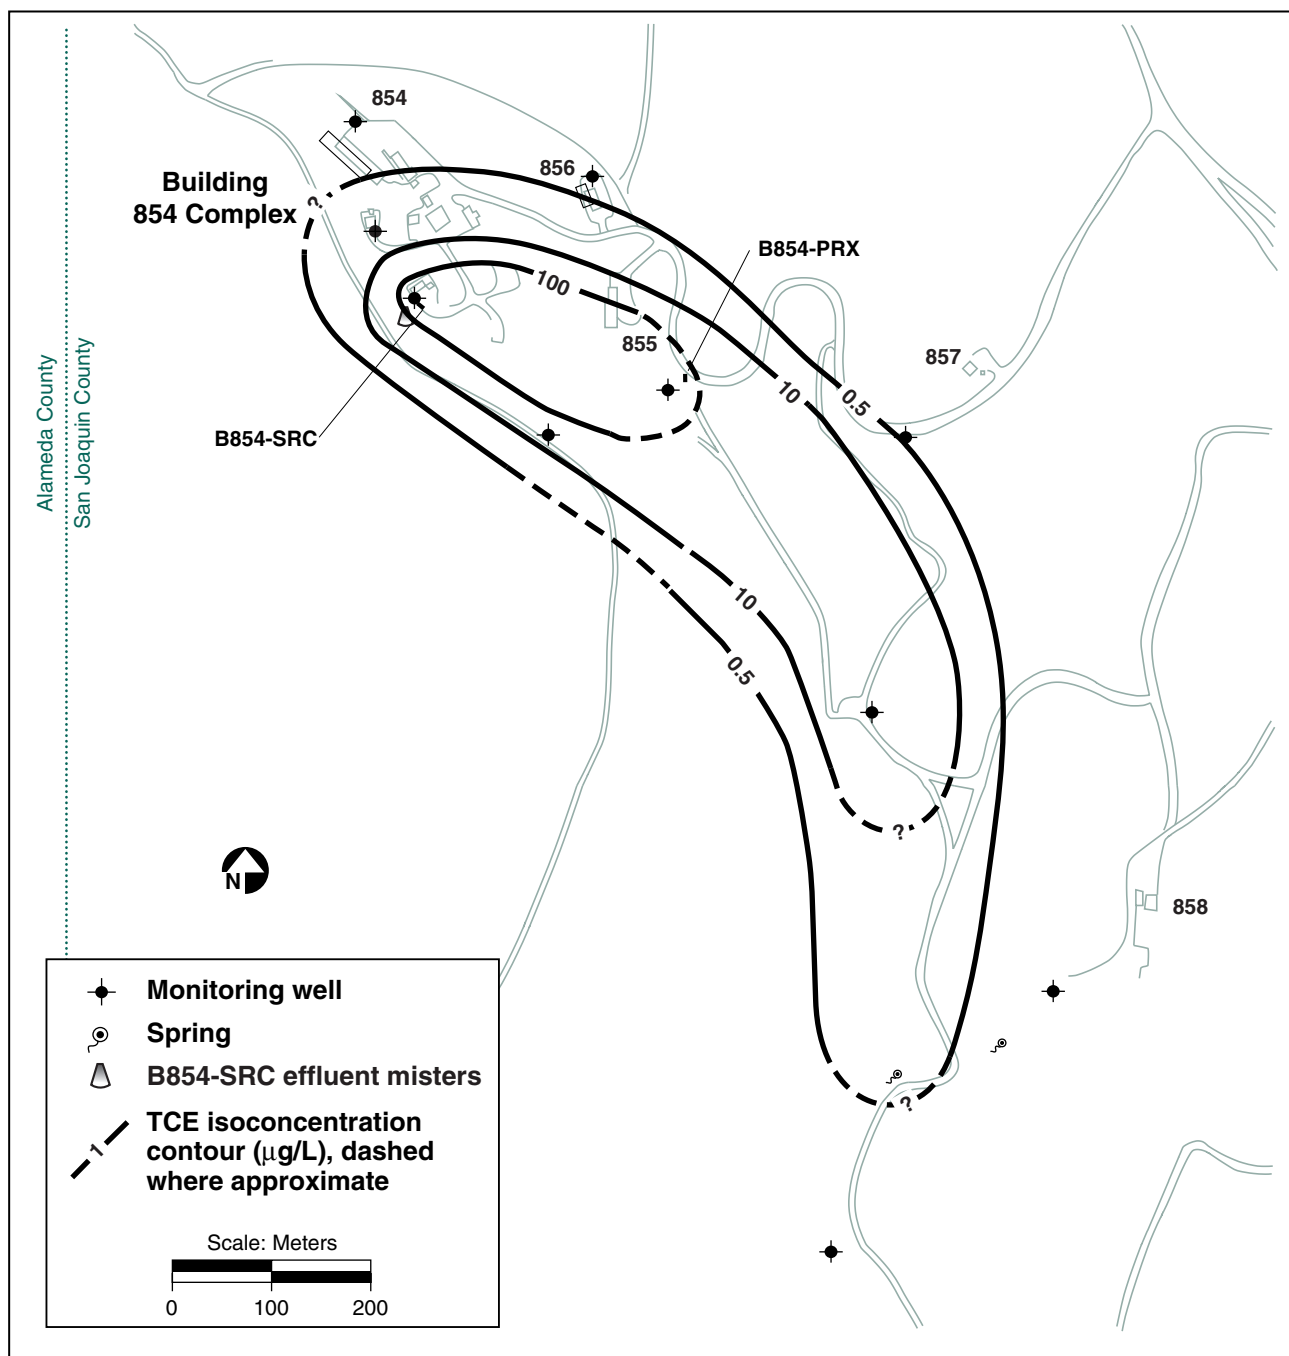 854
856
Building
854 Complex
?
B854-PRX
100
855
857
10
0.5
B854-SRC
Alameda County
San Joaquin County
10
0.5
?
N
858
?
Monitoring well
Spring
B854-SRC effluent misters
1
TCE isoconcentration
contour (μg/L), dashed
where approximate
Scale: Meters
0 100 200